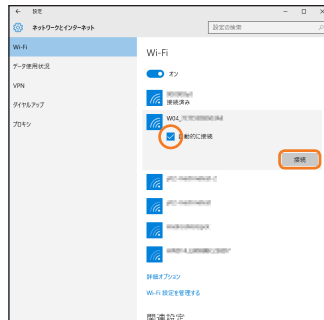 設定
ネットワークとインターネット
設定の検索
Wi-Fi
データ使用状況
VPN
ダイヤルアップ
プロキシ
Wi-Fi
オン
接続済み
W04_
自動的に接続
接続
詳細オプション
Wi-Fi 設定を管理する
関連設定